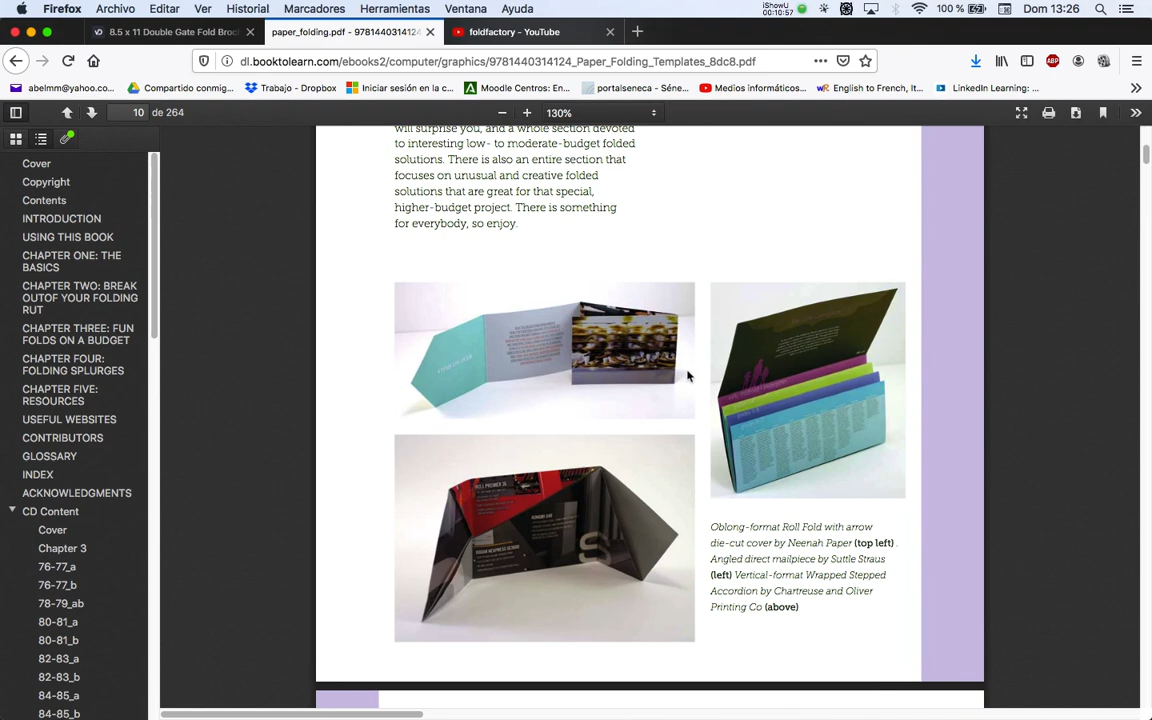 Firefox Archivo Editar Ver Historial Marcadores Herramientas Ventana Ayuda iShowU 00:10:57 100 % Dom 13:26
8.5 x 11 Double Gate Fold Broc
paper_folding.pdf - 9781440314124
foldfactory - YouTube
dl.booktolearn.com/ebooks2/computer/graphics/9781440314124_Paper_Folding_Templates_8dc8.pdf
abelmm@yahoo.co... Compartido conmig... Trabajo - Dropbox Iniciar sesión en la c... Moodle Centros: En... portalseneca - Séne... Medios informáticos... English to French, It... LinkedIn Learning: ...
10 de 264
130%
Cover
Copyright
Contents
INTRODUCTION
USING THIS BOOK
CHAPTER ONE: THE
BASICS
CHAPTER TWO: BREAK
OUTOF YOUR FOLDING
RUT
CHAPTER THREE: FUN
FOLDS ON A BUDGET
CHAPTER FOUR:
FOLDING SPLURGES
CHAPTER FIVE:
RESOURCES
USEFUL WEBSITES
CONTRIBUTORS
GLOSSARY
INDEX
ACKNOWLEDGMENTS
CD Content
Cover
Chapter 3
76-77_a
76-77_b
78-79_ab
80-81_a
80-81_b
82-83_a
82-83_b
84-85_a
84-85_b
will surprise you, and a whole section devoted
to interesting low- to moderate-budget folded
solutions. There is also an entire section that
focuses on unusual and creative folded
solutions that are great for that special,
higher-budget project. There is something
for everybody, so enjoy.
S
Oblong-format Roll Fold with arrow
die-cut cover by Neenah Paper (top left) .
Angled direct mailpiece by Suttle Straus
(left) Vertical-format Wrapped Stepped
Accordion by Chartreuse and Oliver
Printing Co (above)